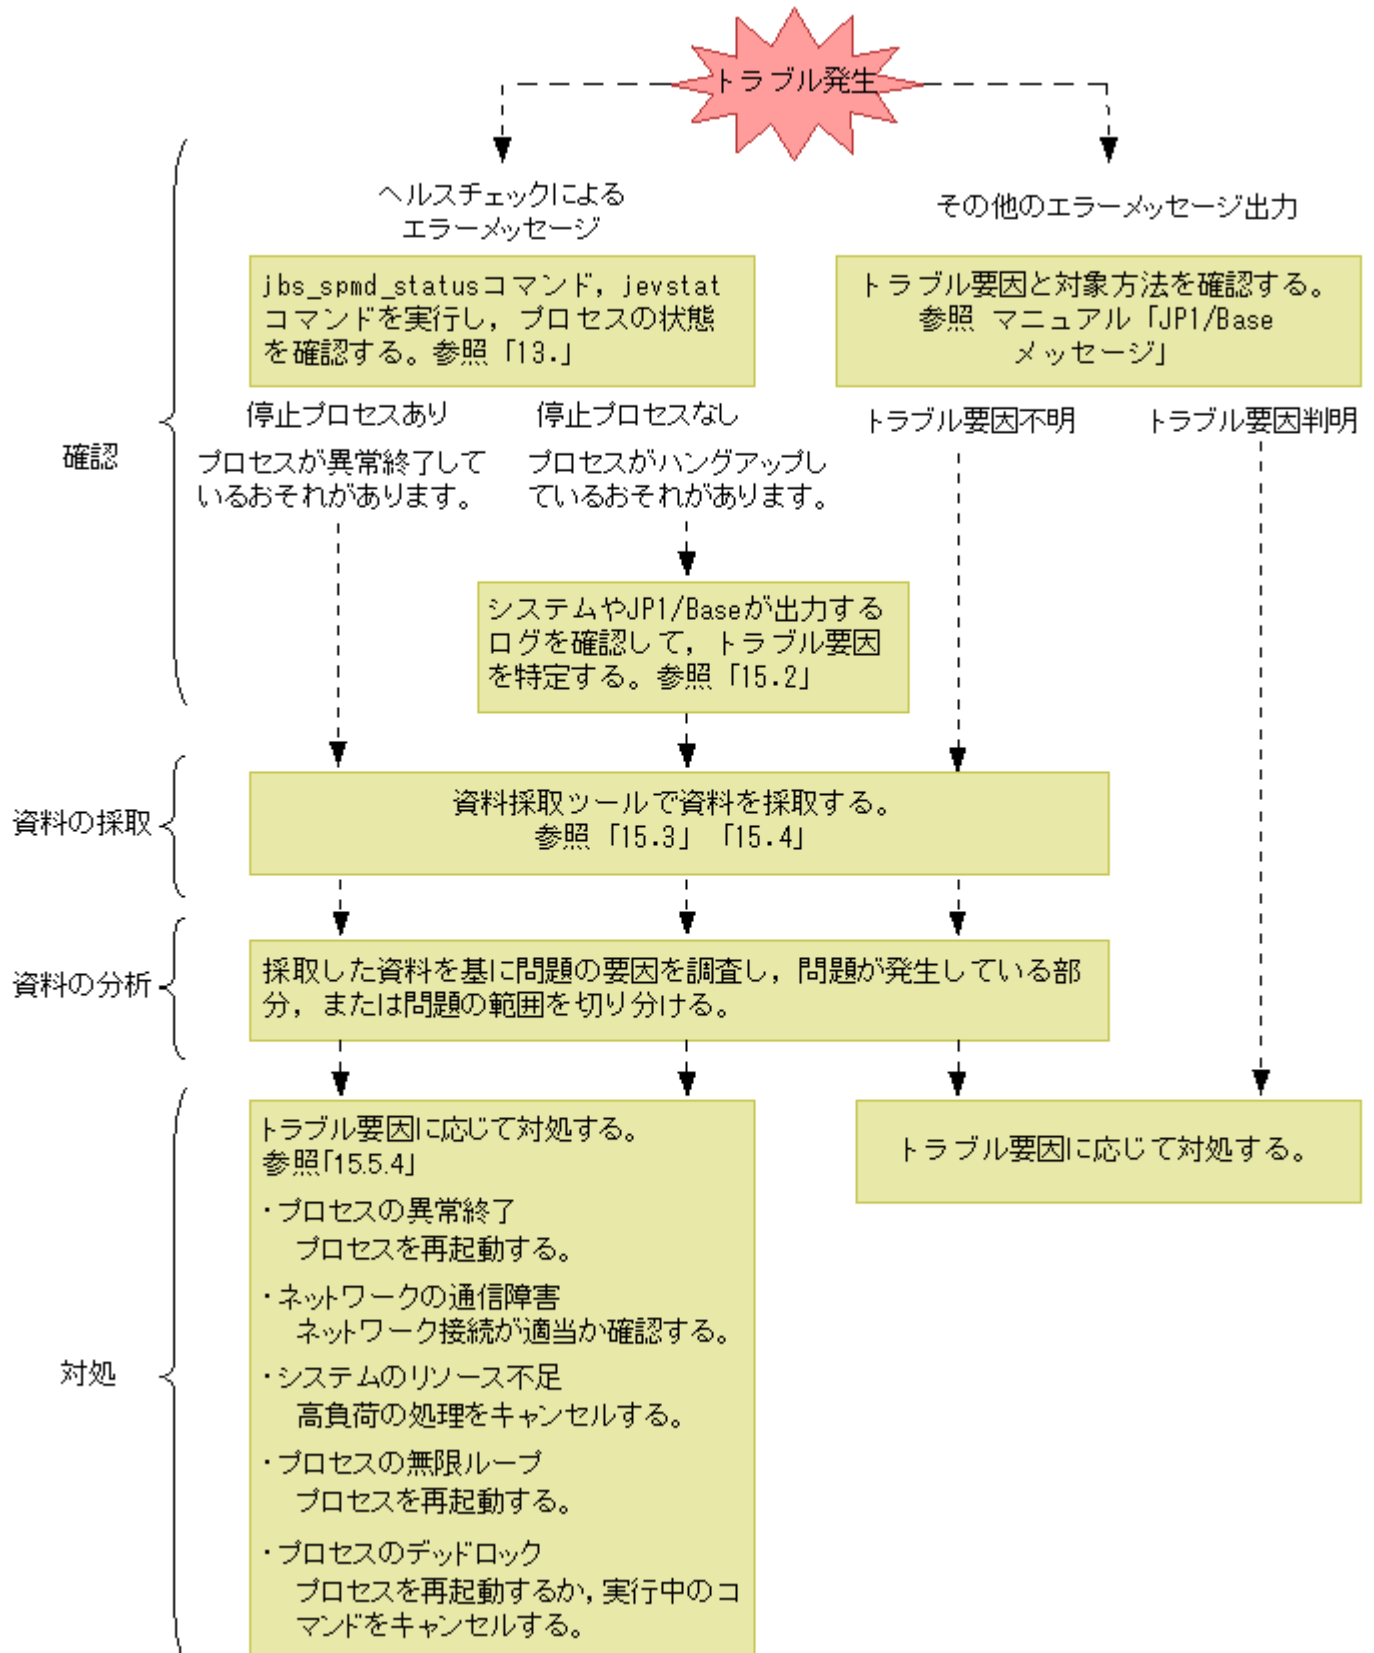 トラブル発生
ヘルスチェックによる
エラーメッセージ
その他のエラーメッセージ出力
jbs_spmd_statusコマンド，jevstat
コマンドを実行し，プロセスの状態
を確認する。参照「13.」
トラブル要因と対象方法を確認する。
参照 マニュアル「JP1/Base
メッセージ」
確認
停止プロセスあり
プロセスが異常終了して
いるおそれがあります。
停止プロセスなし
プロセスがハングアップし
ているおそれがあります。
トラブル要因不明
トラブル要因判明
システムやJP1/Baseが出力する
ログを確認して，トラブル要因
を特定する。参照「15.2」
資料の採取
資料採取ツールで資料を採取する。
参照「15.3」「15.4」
資料の分析
採取した資料を基に問題の要因を調査し，問題が発生している部
分，または問題の範囲を切り分ける。
対処
トラブル要因に応じて対処する。
参照「15.5.4」
・プロセスの異常終了
プロセスを再起動する。
・ネットワークの通信障害
ネットワーク接続が適当か確認する。
・システムのリソース不足
高負荷の処理をキャンセルする。
・プロセスの無限ループ
プロセスを再起動する。
・プロセスのデッドロック
プロセスを再起動するか，実行中のコ
マンドをキャンセルする。
トラブル要因に応じて対処する。